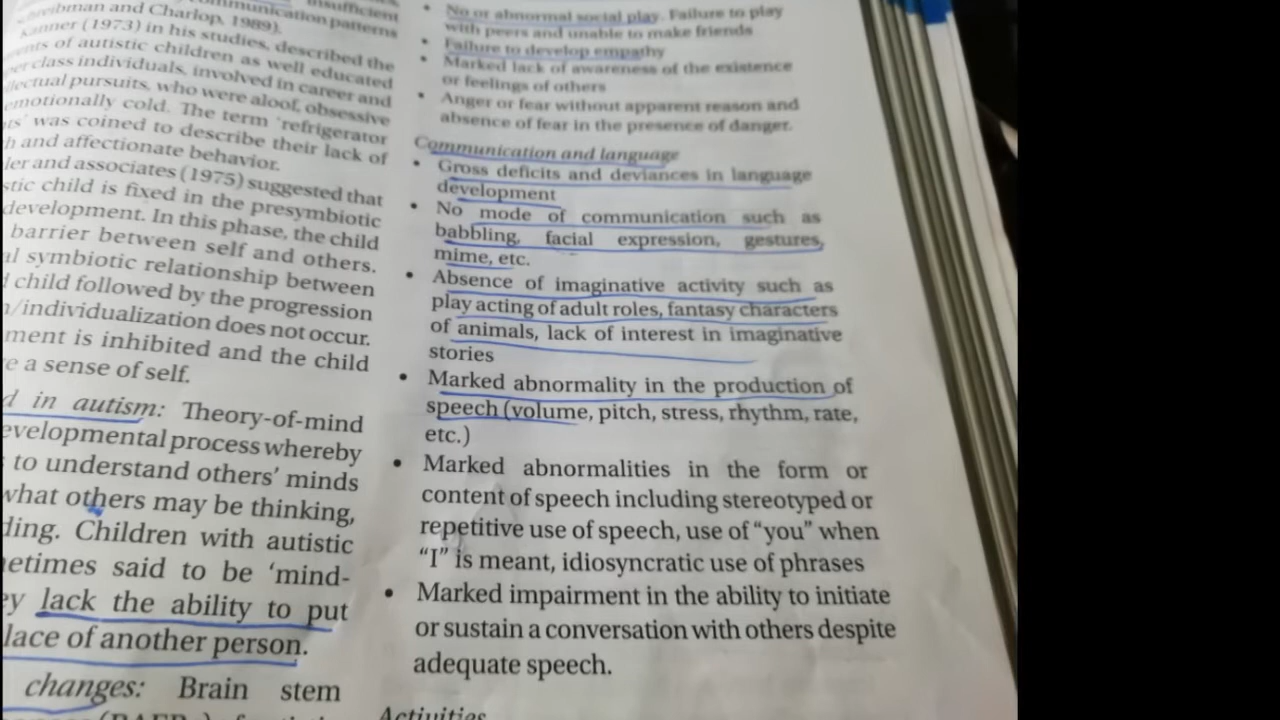 insufficient
communication patterns
Schreibman and Charlop, 1989).
Kanner (1973) in his studies, described the
of autistic children as well educated
class individuals, involved in career and
pursuits, who were aloof, obsessive
emotionally cold. The term 'refrigerator
was coined to describe their lack of
and affectionate behavior.
and associates (1975) suggested that
child is fixed in the presymbiotic
development. In this phase, the child
barrier between self and others.
symbiotic relationship between
child followed by the progression
/individualization does not occur.
ment is inhibited and the child
a sense of self.
in autism: Theory-of-mind
developmental process whereby
to understand others' minds
what others may be thinking,
ding. Children with autistic
said to be 'mind-
lack the ability to put
lace of another person.
changes: Brain stem
• No or abnormal social play. Failure to play
with peers and unable to make friends
• Failure to develop empathy
• Marked lack of awareness of the existence
or feelings of others
• Anger or fear without apparent reason and
absence of fear in the presence of danger.
Communication and language
• Gross deficits and deviances in language
development
• No mode of communication such as
babbling, facial expression, gestures,
mime, etc.
• Absence of imaginative activity such as
play acting of adult roles, fantasy characters
of animals, lack of interest in imaginative
stories
• Marked abnormality in the production of
speech (volume, pitch, stress, rhythm, rate,
etc.)
• Marked abnormalities in the form or
content of speech including stereotyped or
repetitive use of speech, use of "you" when
"I" is meant, idiosyncratic use of phrases
• Marked impairment in the ability to initiate
or sustain a conversation with others despite
adequate speech.
Activities